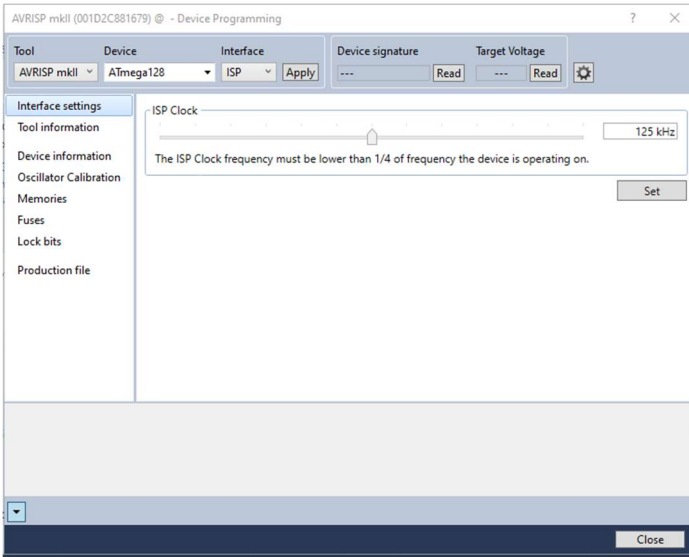 AVRISP mkII (001D2C881679) @ - Device Programming
Tool Device Interface Device signature Target Voltage
AVRISP mkII ATmega128 ISP Apply --- Read --- Read
Interface settings
Tool information
Device information
Oscillator Calibration
Memories
Fuses
Lock bits
Production file
ISP Clock
125 kHz
The ISP Clock frequency must be lower than 1/4 of frequency the device is operating on.
Set
Close